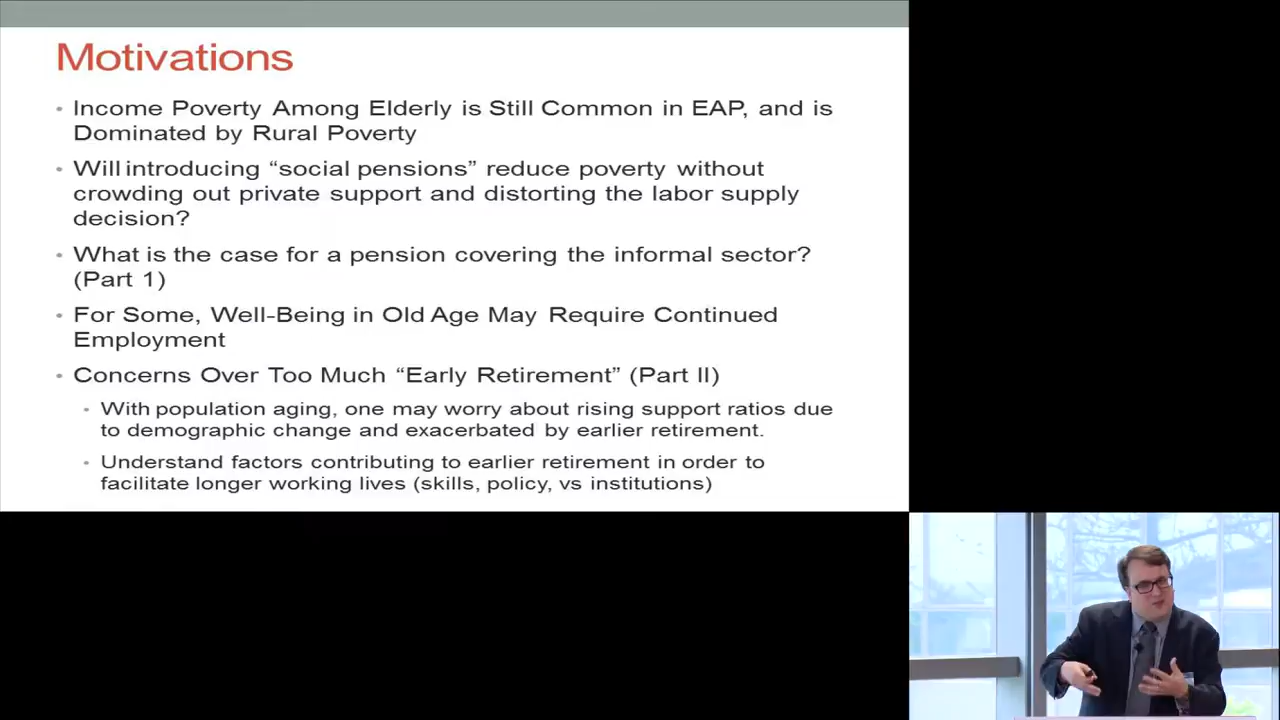 Motivations
• Income Poverty Among Elderly is Still Common in EAP, and is
Dominated by Rural Poverty
• Will introducing “social pensions” reduce poverty without
crowding out private support and distorting the labor supply
decision?
• What is the case for a pension covering the informal sector?
(Part 1)
• For Some, Well-Being in Old Age May Require Continued
Employment
• Concerns Over Too Much “Early Retirement” (Part II)
• With population aging, one may worry about rising support ratios due
to demographic change and exacerbated by earlier retirement.
• Understand factors contributing to earlier retirement in order to
facilitate longer working lives (skills, policy, vs institutions)